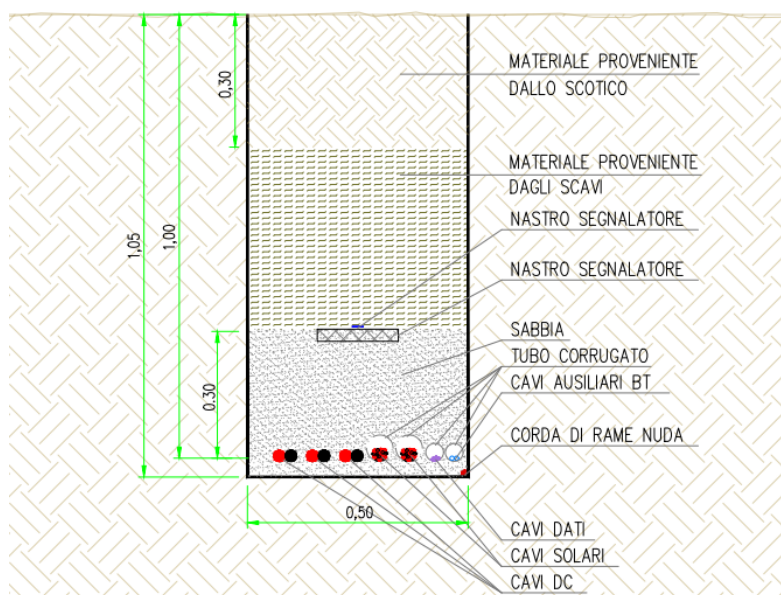 0,30
MATERIALE PROVENIENTE
DALLO SCOTICO
MATERIALE PROVENIENTE
DAGLI SCAVI
1,05
1,00
NASTRO SEGNALATORE
NASTRO SEGNALATORE
SABBIA
TUBO CORRUGATO
0.30
CAVI AUSILIARI BT
CORDA DI RAME NUDA
0,50
CAVI DATI
CAVI SOLARI
CAVI DC